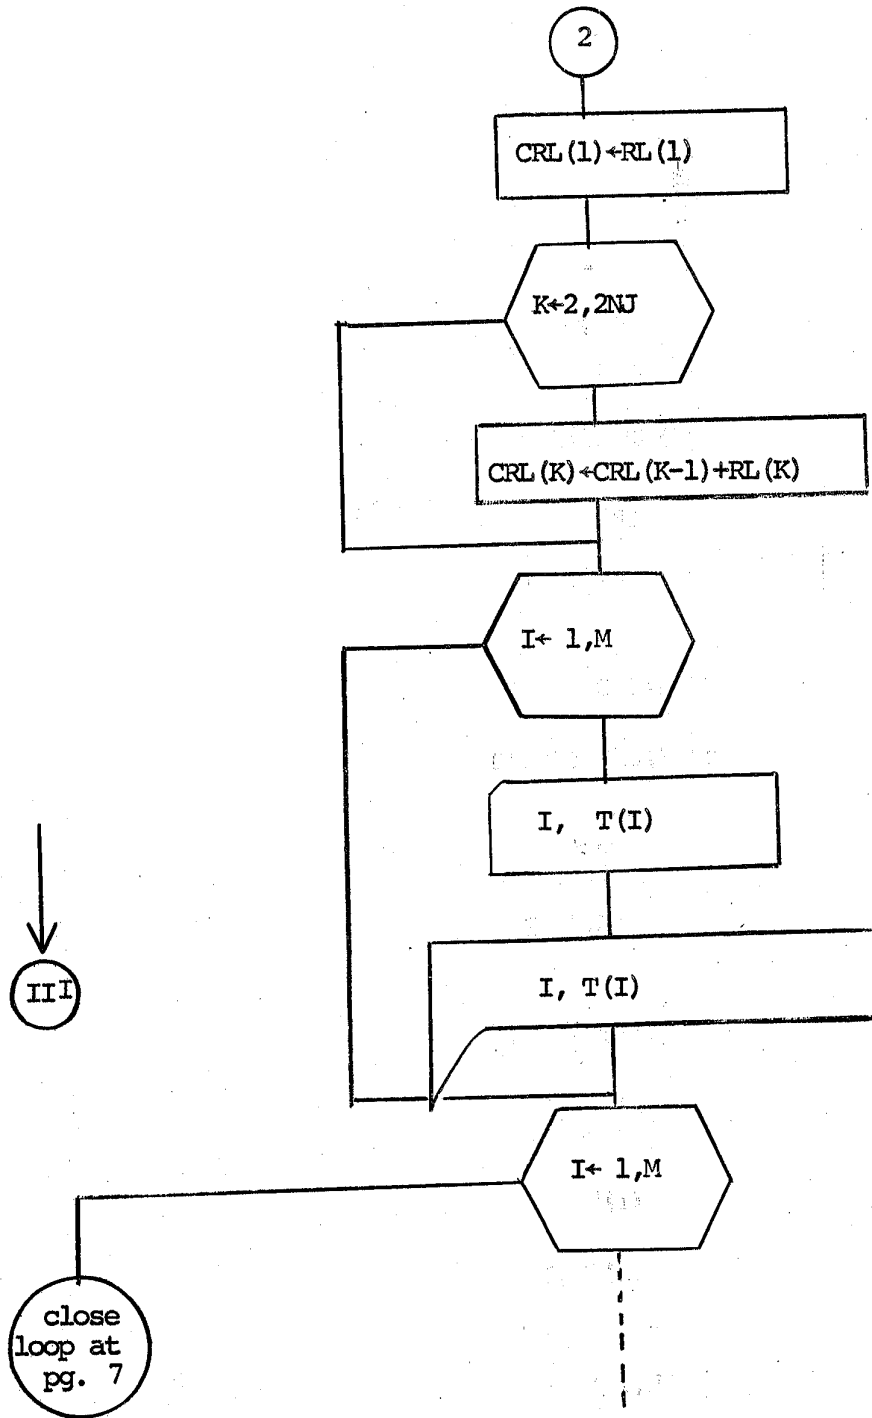 2
CRL(1)←RL(1)
K←2,2NJ
CRL(K)←CRL(K-1)+RL(K)
I← 1,M
I, T(I)
I, T(I)
III
I← 1,M
close
loop at
pg. 7